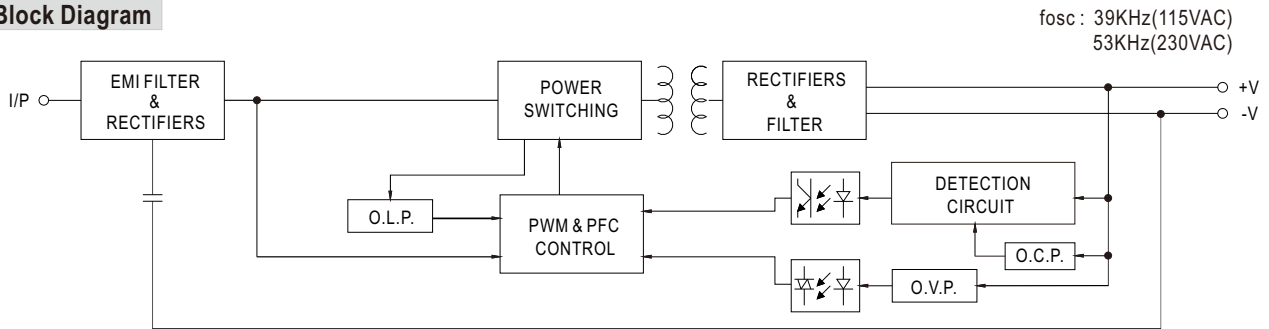 Block Diagram
fosc : 39KHz(115VAC)
53KHz(230VAC)
I/P
EMI FILTER
&
RECTIFIERS
POWER
SWITCHING
RECTIFIERS
&
FILTER
+V
-V
O.L.P.
PWM & PFC
CONTROL
DETECTION
CIRCUIT
O.C.P.
O.V.P.